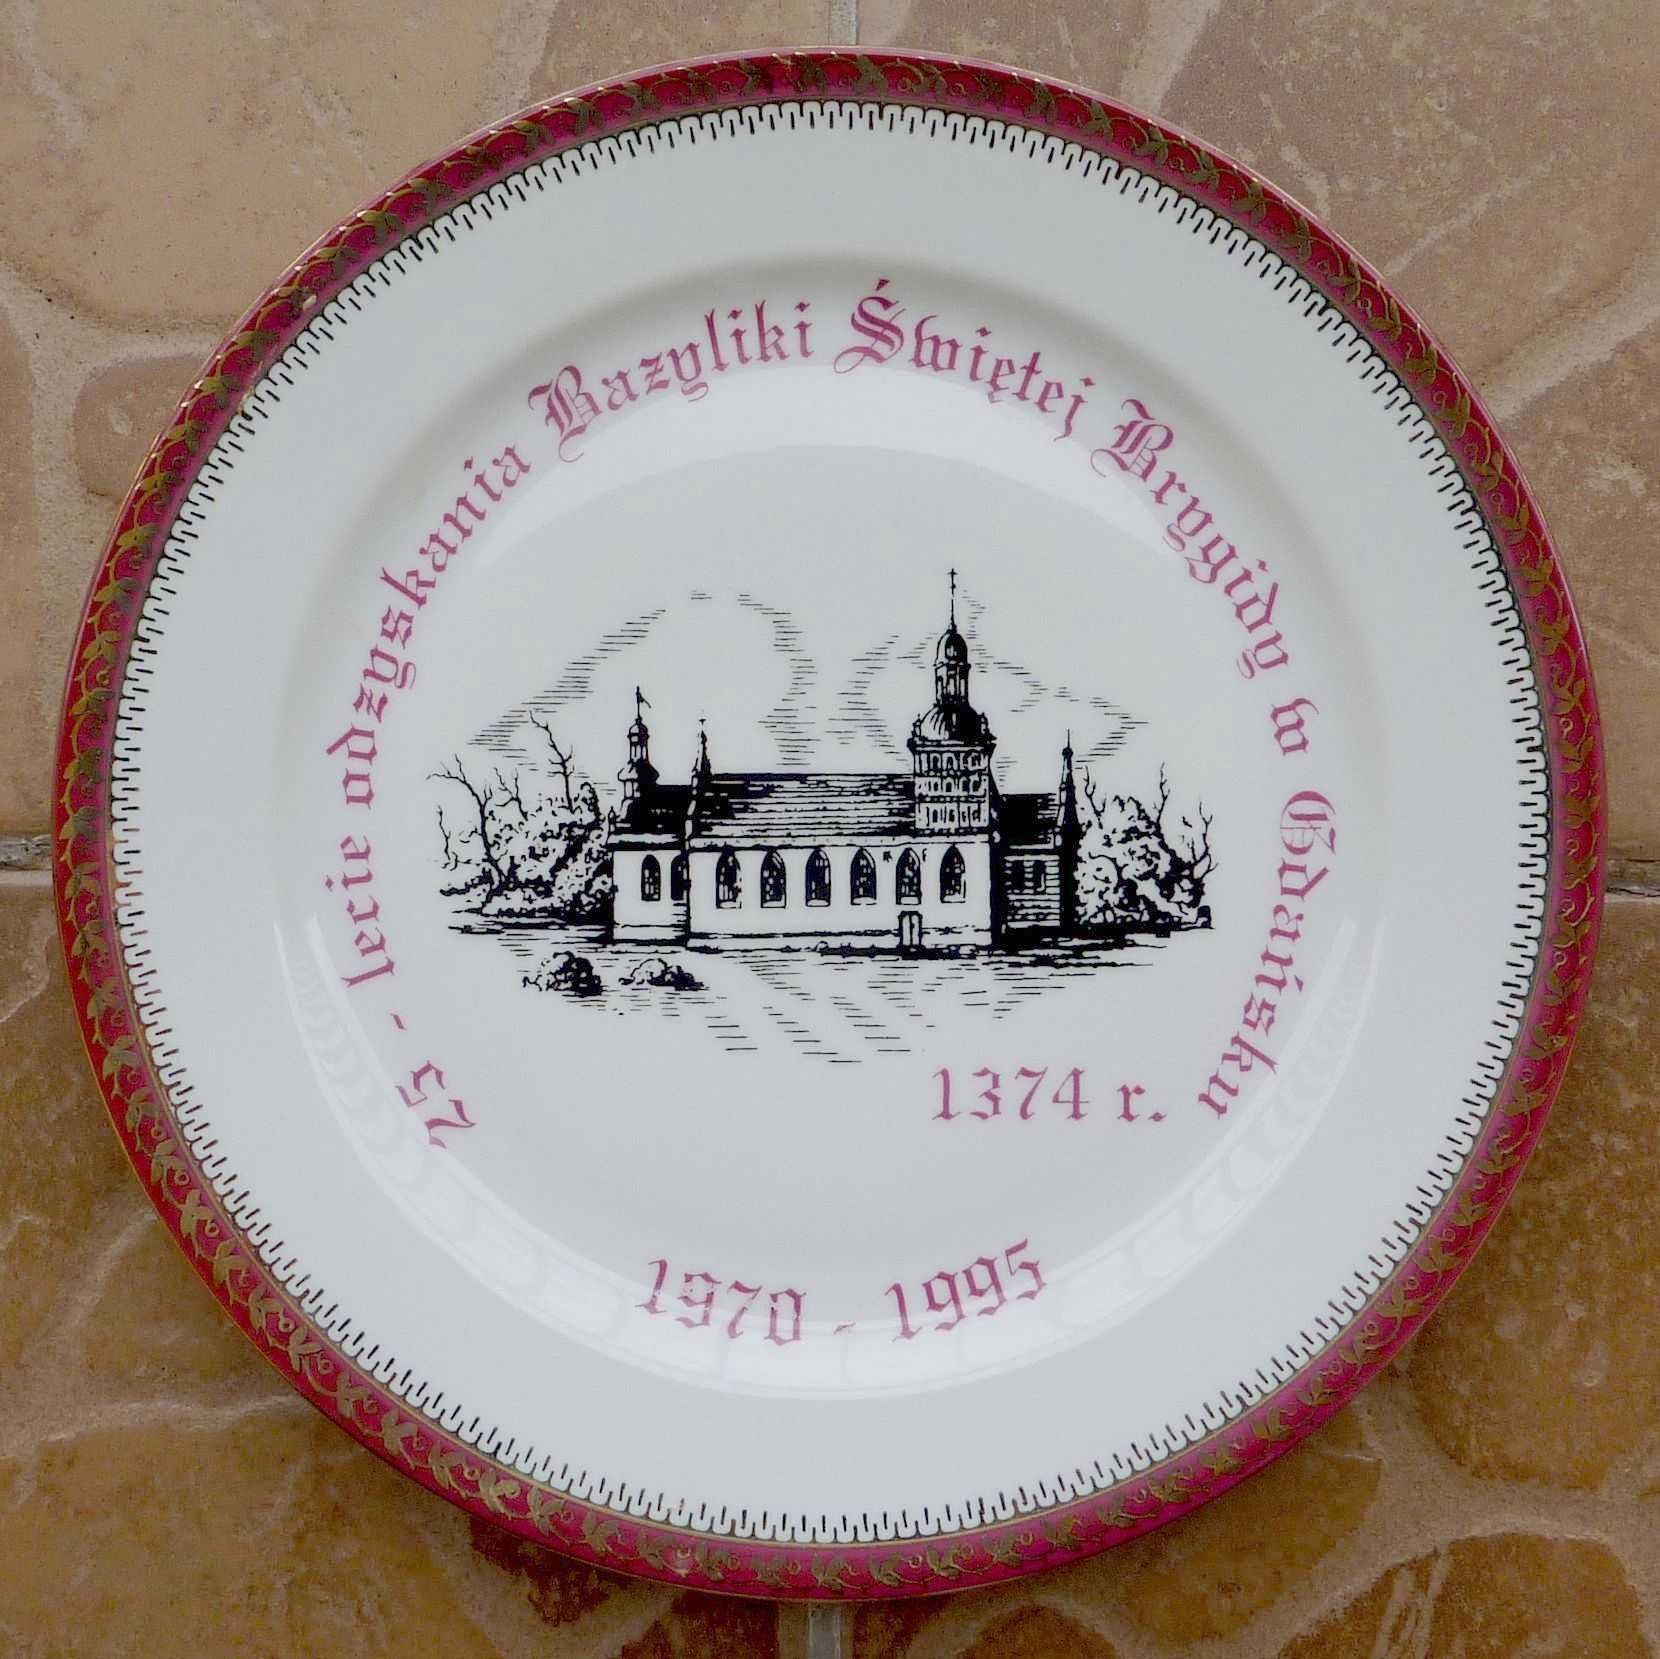 25 - lecie odzyskania Bazyliki Świętej Brygidy w Gdańsku
1374 r.
1970 - 1995